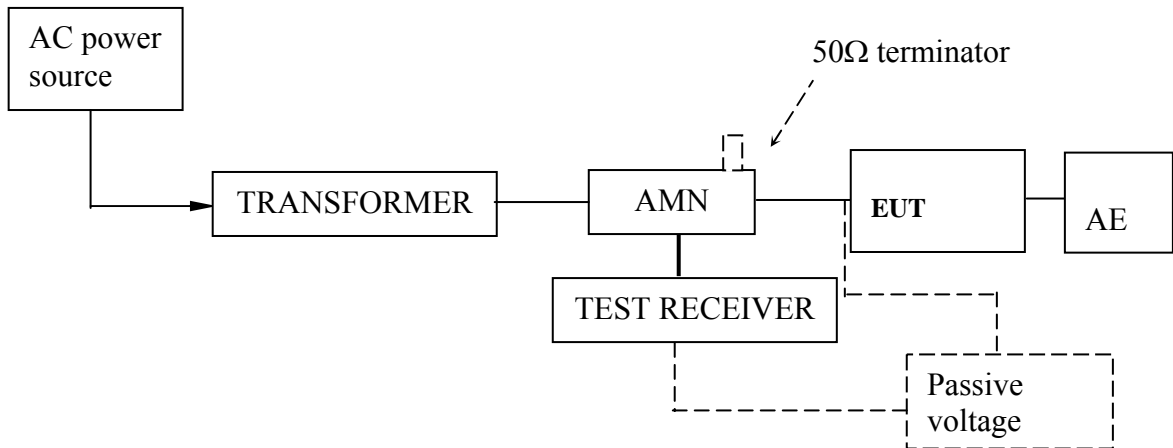 AC power
source
50Ω terminator
TRANSFORMER
AMN
EUT
AE
TEST RECEIVER
Passive
voltage